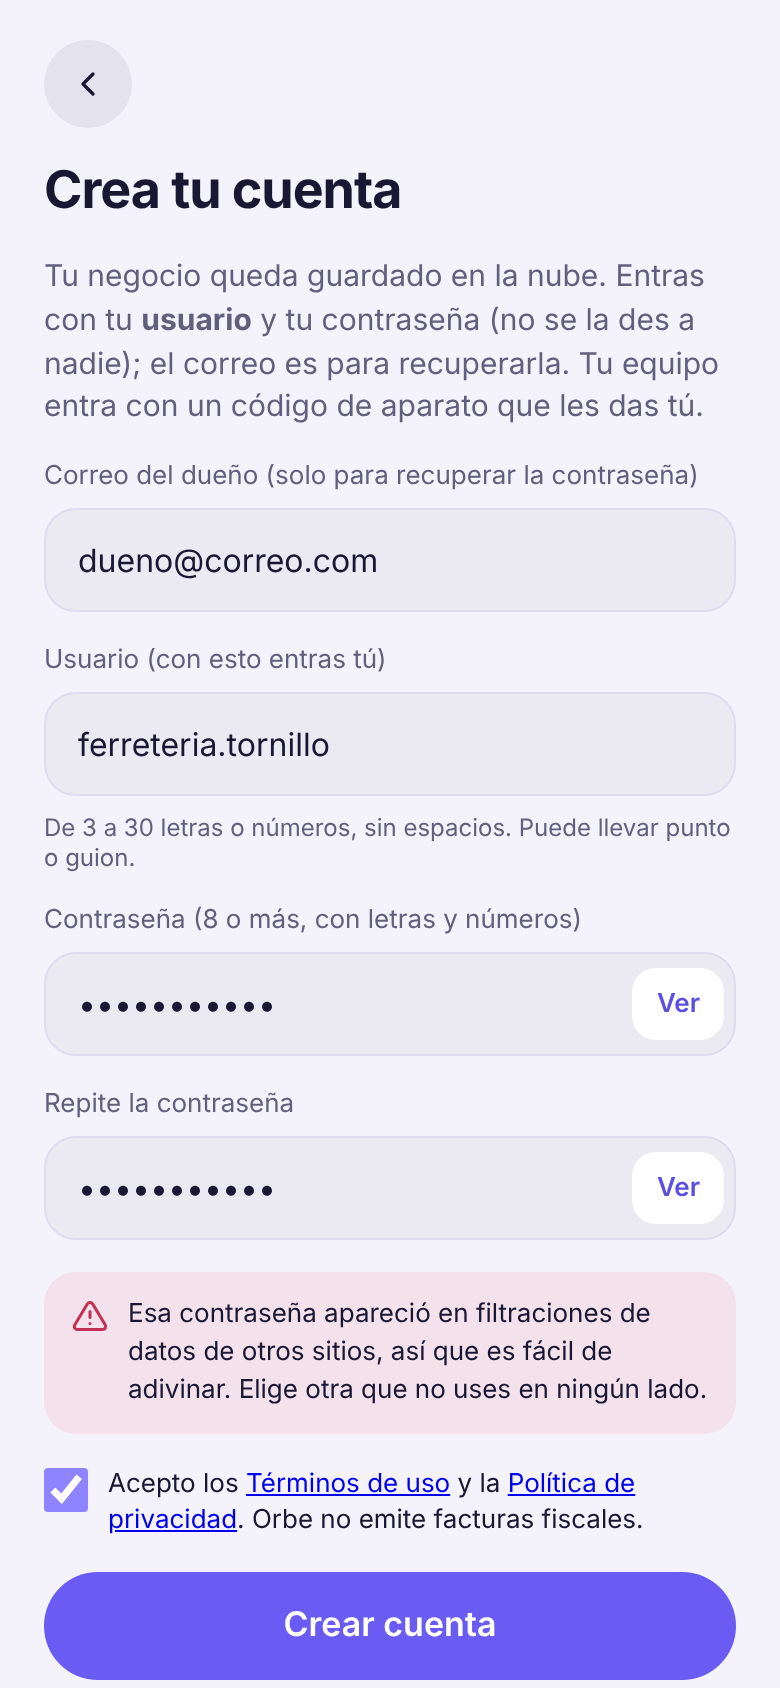 Crea tu cuenta
Tu negocio queda guardado en la nube. Entras
con tu usuario y tu contraseña (no se la des a
nadie); el correo es para recuperarla. Tu equipo
entra con un código de aparato que les das tú.
Correo del dueño (solo para recuperar la contraseña)
dueno@correo.com
Usuario (con esto entras tú)
ferreteria.tornillo
De 3 a 30 letras o números, sin espacios. Puede llevar punto
o guion.
Contraseña (8 o más, con letras y números)
•••••••••••
Ver
Repite la contraseña
•••••••••••
Ver
Esa contraseña apareció en filtraciones de
datos de otros sitios, así que es fácil de
adivinar. Elige otra que no uses en ningún lado.
Acepto los Términos de uso y la Política de
privacidad. Orbe no emite facturas fiscales.
Crear cuenta